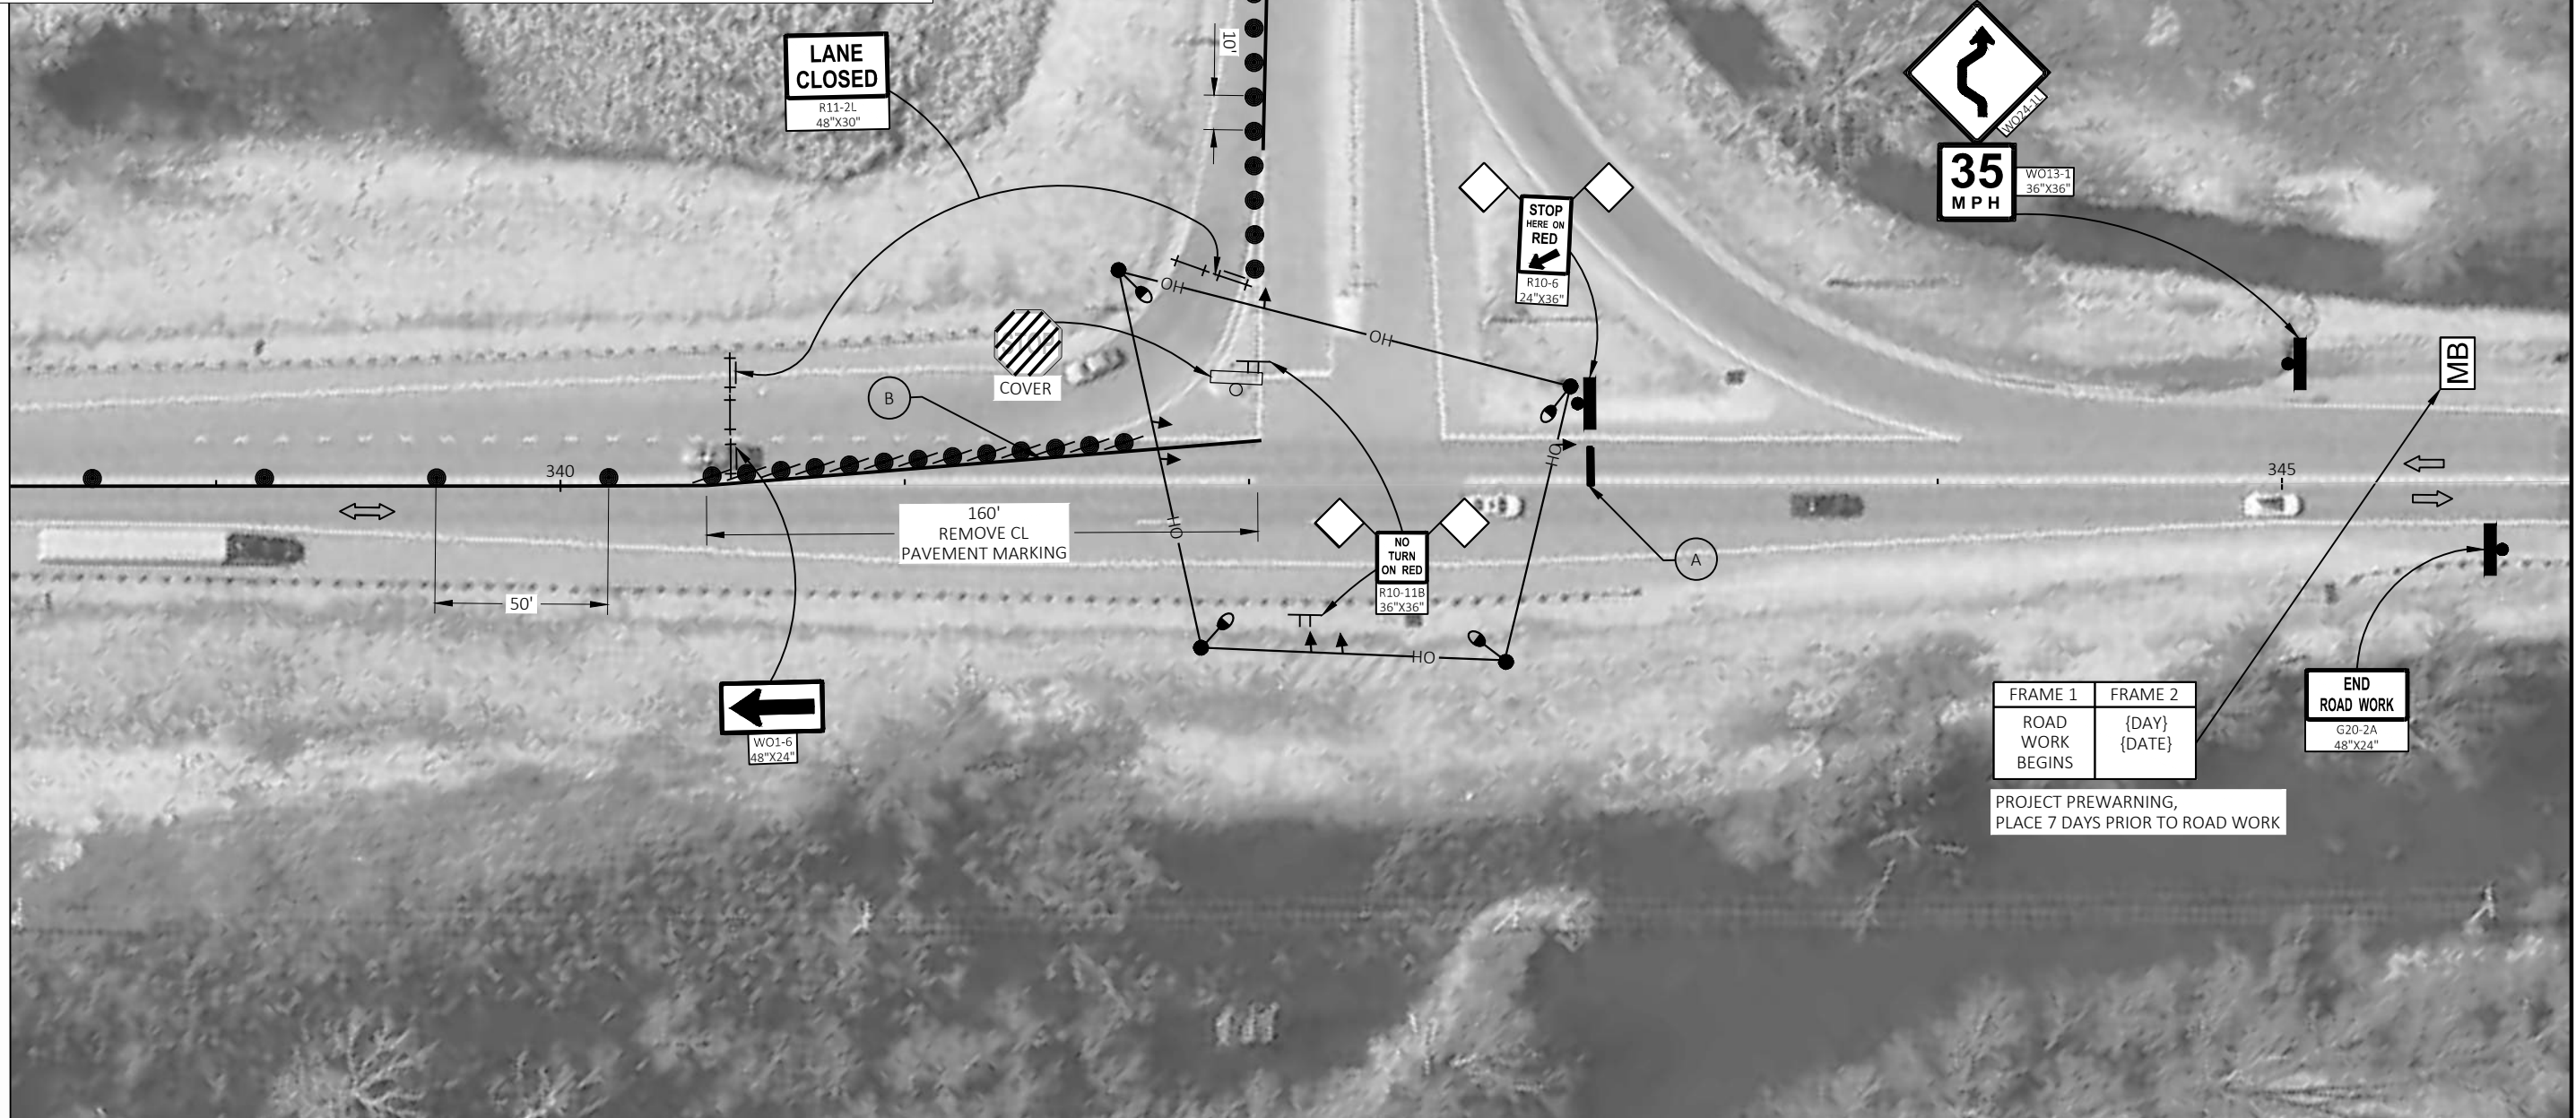 LANE
CLOSED
R11-2L
48"X30"
10'
WO24-1L
35
MPH
WO13-1
36"X36"
STOP
HERE ON
RED
R10-6
24"X36"
OH
OH
COVER
MB
B
340
345
OH
160'
REMOVE CL
PAVEMENT MARKING
OH
NO
TURN
ON RED
R10-11B
36"X36"
A
50'
OH
WO1-6
48"X24"
FRAME 1 FRAME 2
ROAD
WORK
BEGINS
{DAY}
{DATE}
END
ROAD WORK
G20-2A
48"X24"
PROJECT PREWARNING,
PLACE 7 DAYS PRIOR TO ROAD WORK